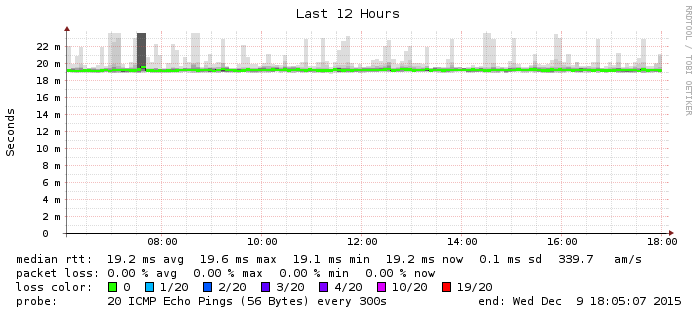 Last 12 Hours
RRDTOOL / TOBI OETIKER
Seconds
22 m
20 m
18 m
16 m
14 m
12 m
10 m
8 m
6 m
4 m
2 m
0
08:00 10:00 12:00 14:00 16:00 18:00
median rtt: 19.2 ms avg 19.6 ms max 19.1 ms min 19.2 ms now 0.1 ms sd 339.7 am/s
packet loss: 0.00 % avg 0.00 % max 0.00 % min 0.00 % now
loss color: 0 1/20 2/20 3/20 4/20 10/20 19/20
probe: 20 ICMP Echo Pings (56 Bytes) every 300s end: Wed Dec 9 18:05:07 2015